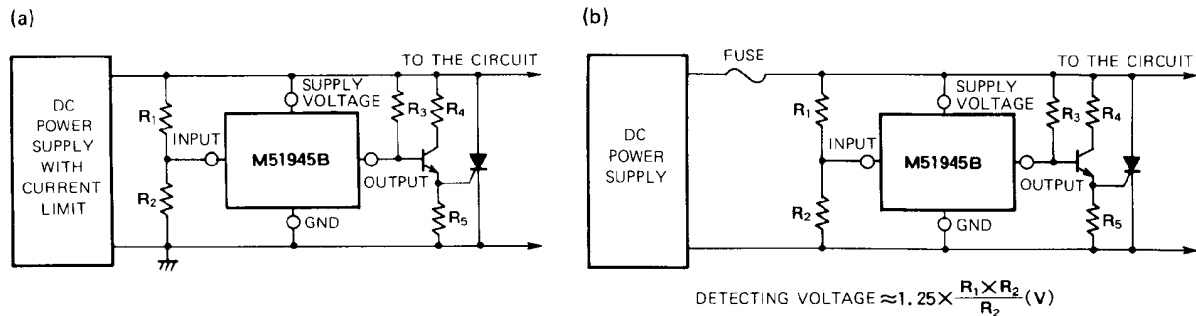 (a)
TO THE CIRCUIT
DC
POWER
SUPPLY
WITH
CURRENT
LIMIT
R1
R2
INPUT
SUPPLY
VOLTAGE
M51945B
GND
OUTPUT
R3
R4
R5
(b)
FUSE
TO THE CIRCUIT
DC
POWER
SUPPLY
R1
R2
INPUT
SUPPLY
VOLTAGE
M51945B
GND
OUTPUT
R3
R4
R5
DETECTING VOLTAGE ≈ 1.25 × R1 × R2 / R2 (V)